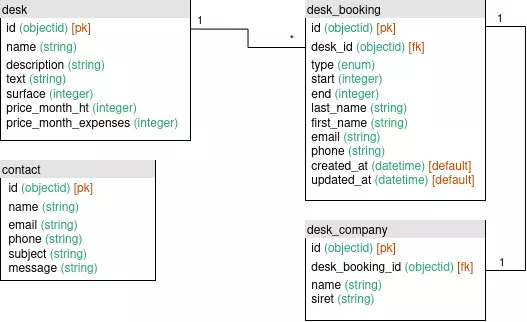 desk
id (objectid) [pk]
name (string)
description (string)
text (string)
surface (integer)
price_month_ht (integer)
price_month_expenses (integer)
1
*
desk_booking
id (objectid) [pk]
desk_id (objectid) [fk]
type (enum)
start (integer)
end (integer)
last_name (string)
first_name (string)
email (string)
phone (string)
created_at (datetime) [default]
updated_at (datetime) [default]
1
contact
id (objectid) [pk]
name (string)
email (string)
phone (string)
subject (string)
message (string)
desk_company
id (objectid) [pk]
desk_booking_id (objectid) [fk]
name (string)
siret (string)
1